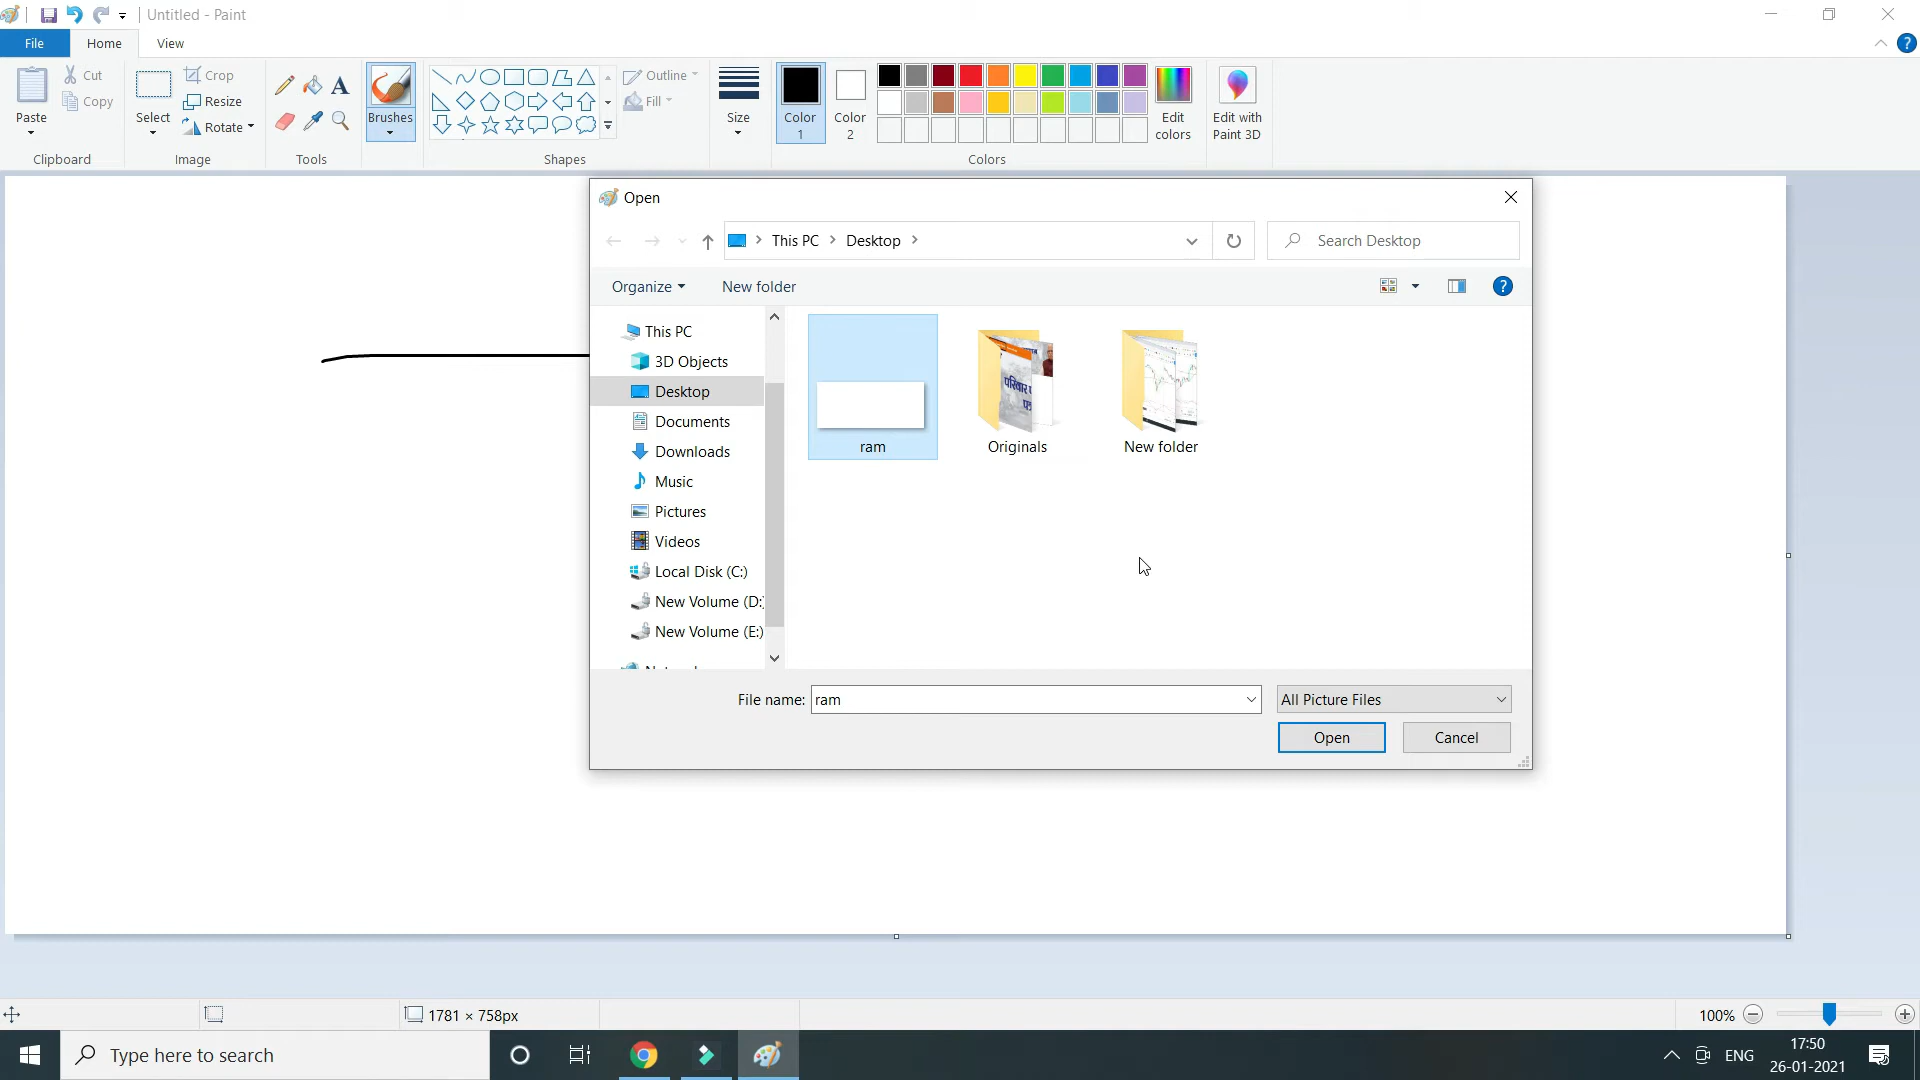 Untitled - Paint
File
Home
View
Paste
Cut
Copy
Clipboard
Select
Crop
Resize
Rotate
Image
Tools
Brushes
Outline
Fill
Shapes
Size
Color
1
Color
2
Edit
colors
Colors
Edit with
Paint 3D
Open
This PC
Desktop
Search Desktop
Organize
New folder
This PC
3D Objects
Desktop
Documents
Downloads
Music
Pictures
Videos
Local Disk (C:)
New Volume (D:
New Volume (E:)
परिवार
ram
Originals
New folder
File name:
ram
All Picture Files
Open
Cancel
1781 × 758px
100%
Type here to search
ENG
17:50
26-01-2021